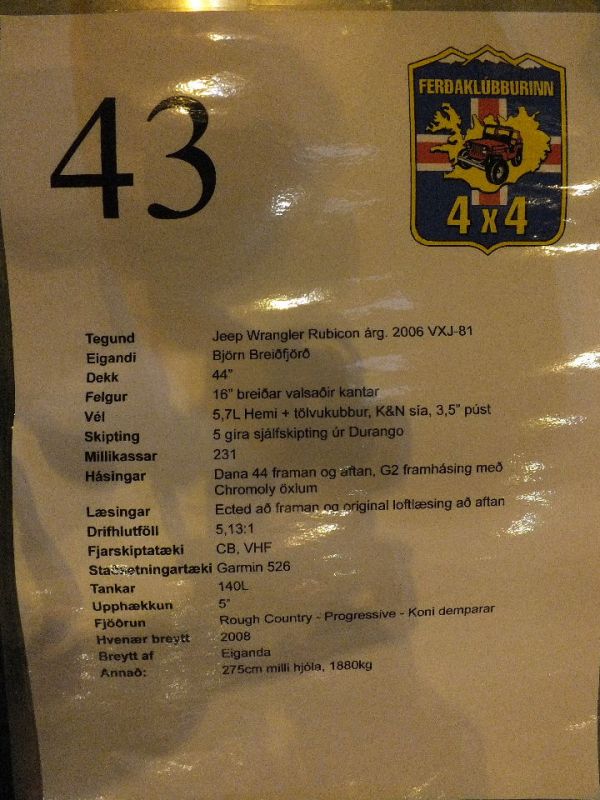 43
FERÐAKLÚBBURINN
4x4
Tegund Jeep Wrangler Rubicon árg. 2006 VXJ-81
Eigandi Björn Breiðfjörð
Dekk 44”
Felgur 16” breiðar valsaðir kantar
Vél 5,7L Hemi + tölvukubbur, K&N sía, 3,5” púst
Skipting 5 gíra sjálfskipting úr Durango
Millikassar 231
Hásingar Dana 44 framan og aftan, G2 framhásing með
Chromoly öxlum
Læsingar Ected að framan og original loftlæsing að aftan
Drifhlutföll 5,13:1
Fjarskiptatæki CB, VHF
Staðsetningartæki Garmin 526
Tankar 140L
Upphækkun 5”
Fjöðrun Rough Country - Progressive - Koni demparar
Hvenær breytt 2008
Breytt af Eiganda
Annað: 275cm milli hjóla, 1880kg